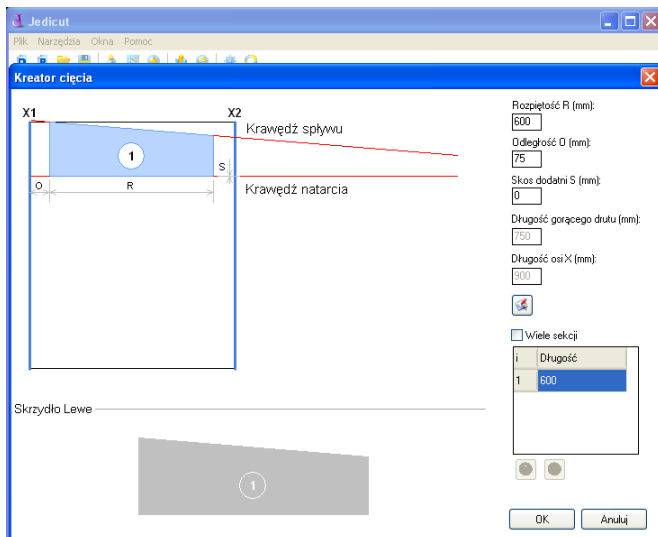 Jedicut
Plik Narzędzia Okna Pomoc
Kreator cięcia
X1 X2
Krawędź spływu
1
S
O R
Krawędź natarcia
Rozpiętość R (mm):
600
Odległość O (mm):
75
Skos dodatni S (mm):
0
Długość gorącego drutu (mm):
750
Długość osi X (mm):
900
Wiele sekcji
i Długość
1 600
Skrzydło Lewe
1
OK Anuluj